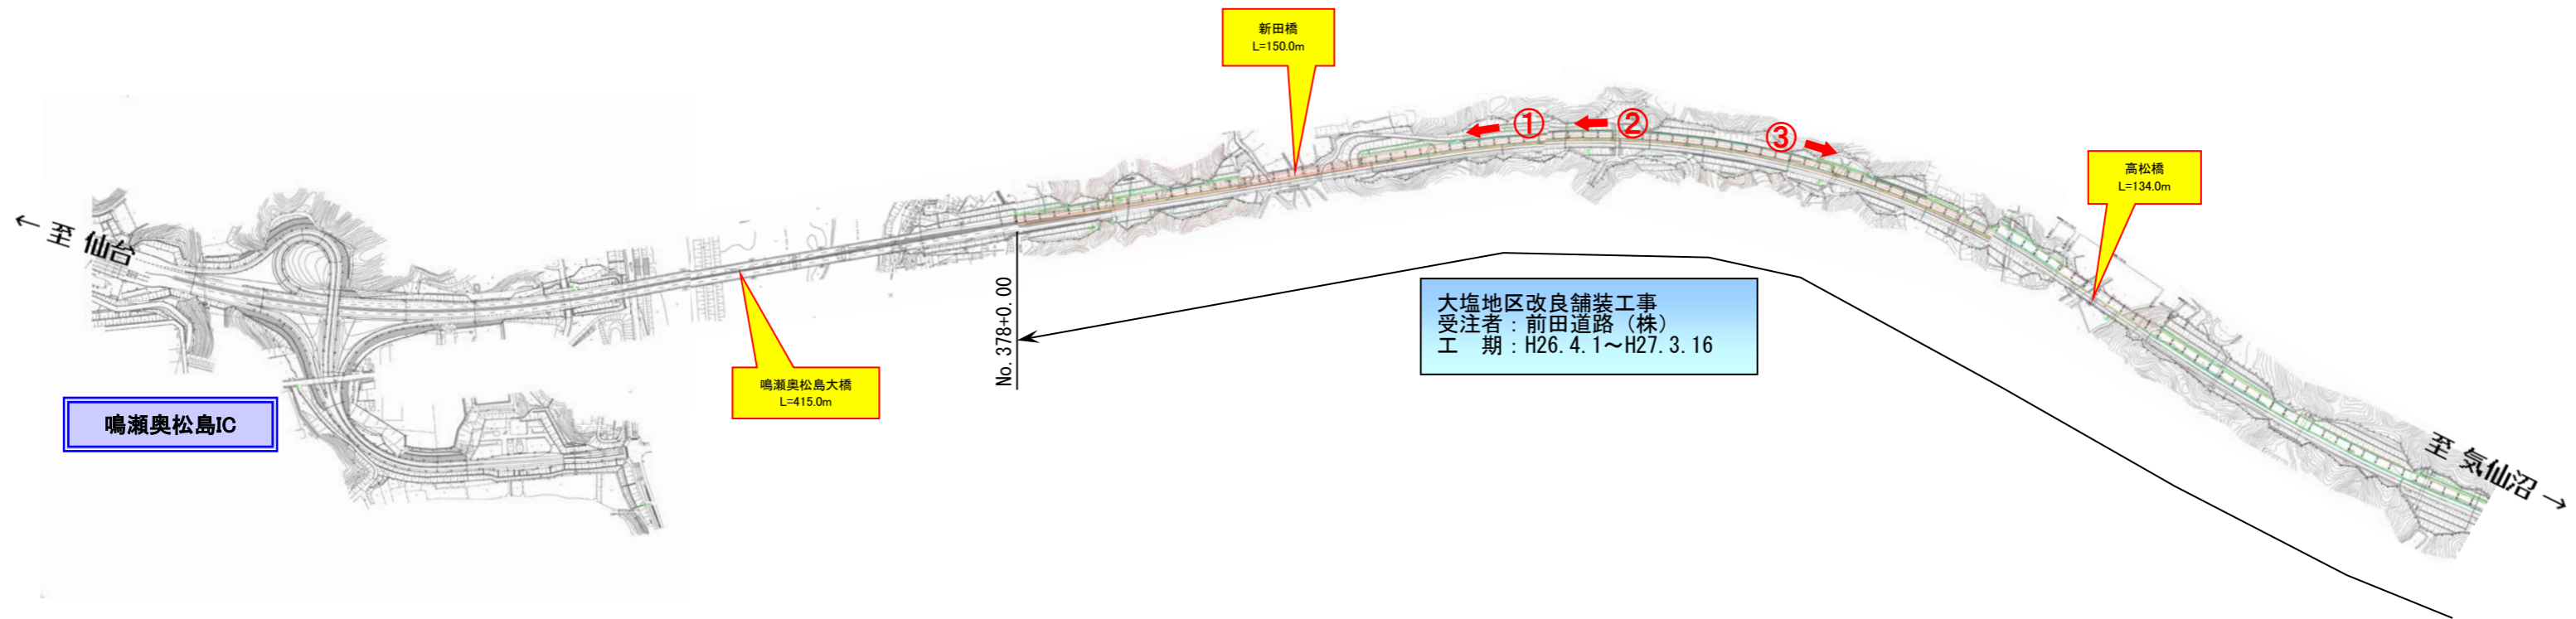 新田橋
L=150.0m
①
②
③
高松橋
L=134.0m
← 至 仙台
鳴瀬奥松島大橋
L=415.0m
鳴瀬奥松島IC
No.378+0.00
大塩地区改良舗装工事
受注者：前田道路（株）
工　期：H26.4.1～H27.3.16
至 気仙沼 →